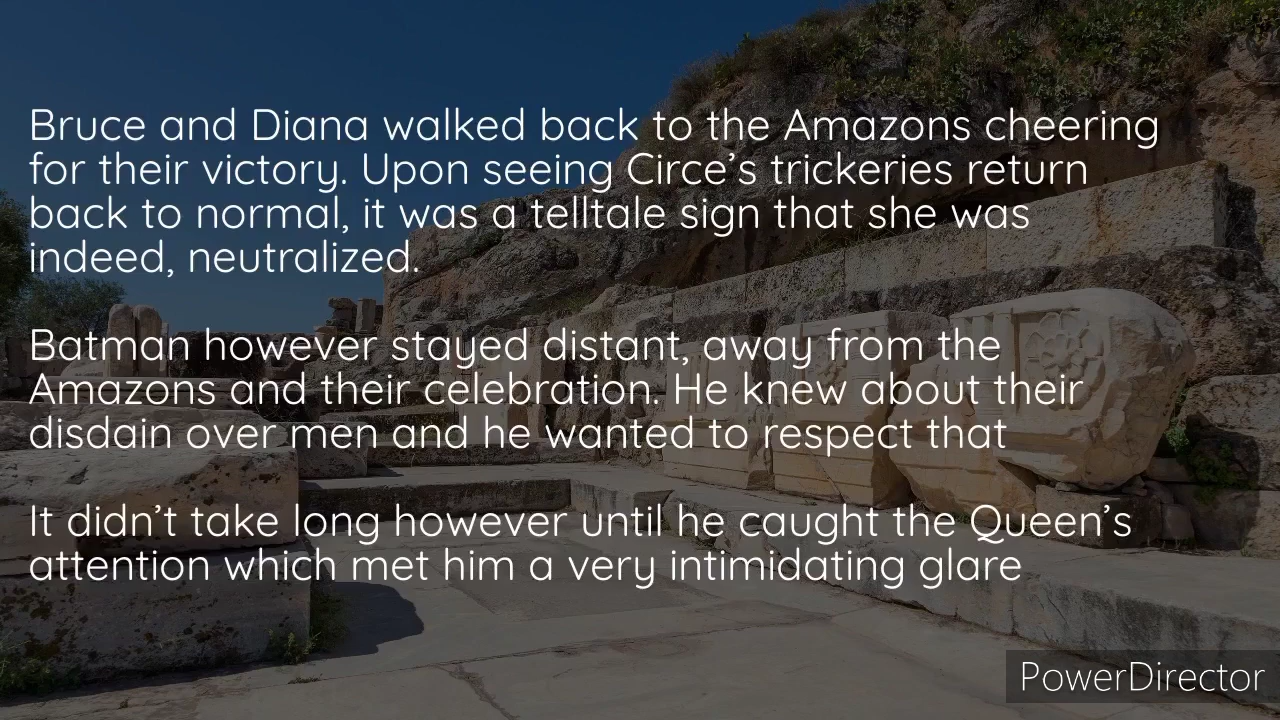 Bruce and Diana walked back to the Amazons cheering
for their victory. Upon seeing Circe’s trickeries return
back to normal, it was a telltale sign that she was
indeed, neutralized.
Batman however stayed distant, away from the
Amazons and their celebration. He knew about their
disdain over men and he wanted to respect that
It didn’t take long however until he caught the Queen’s
attention which met him a very intimidating glare
PowerDirector